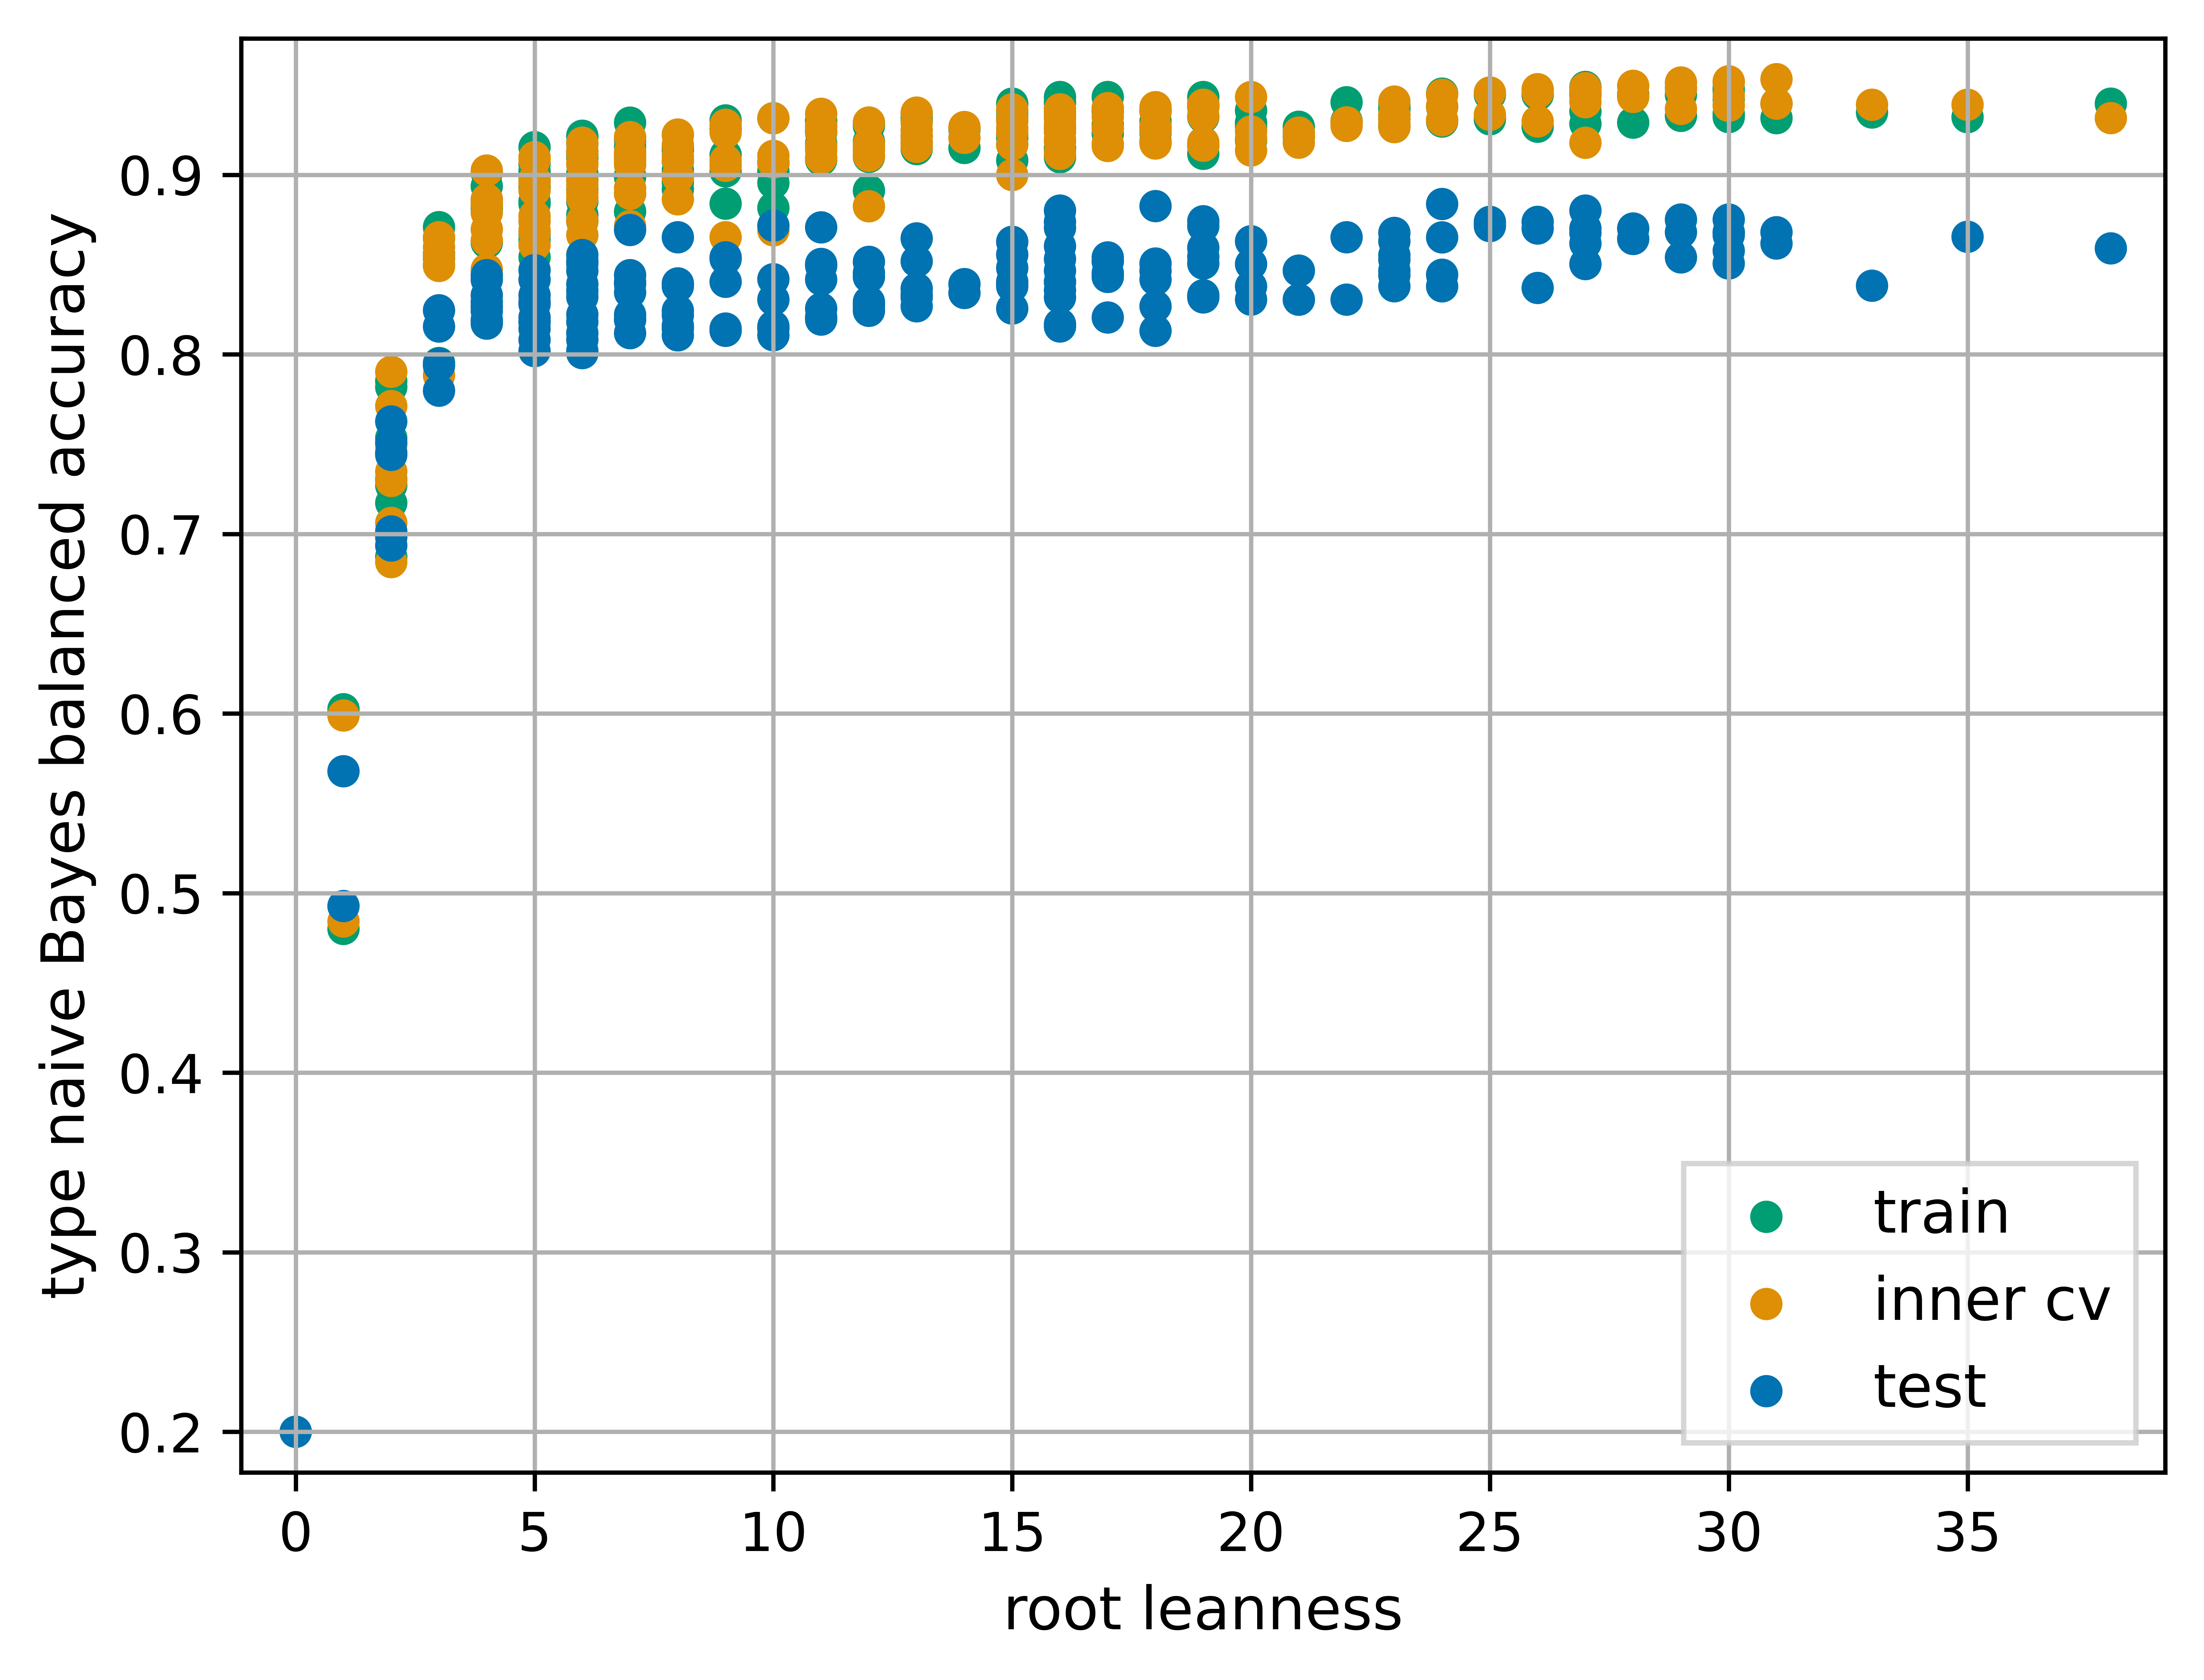 type naive Bayes balanced accuracy
0.9
0.8
0.7
0.6
0.5
0.4
0.3
0.2
train
inner cv
test
0 5 10 15 20 25 30 35
root leanness